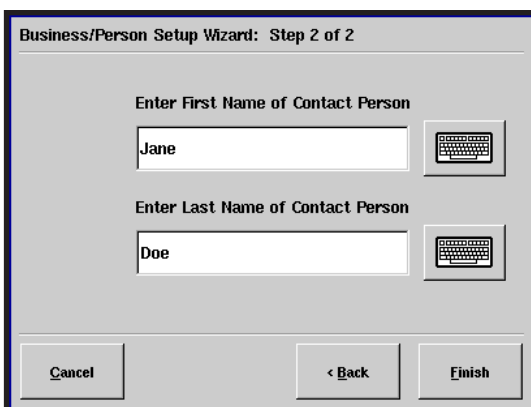 Business/Person Setup Wizard: Step 2 of 2
Enter First Name of Contact Person
Jane
Enter Last Name of Contact Person
Doe
Cancel < Back Finish